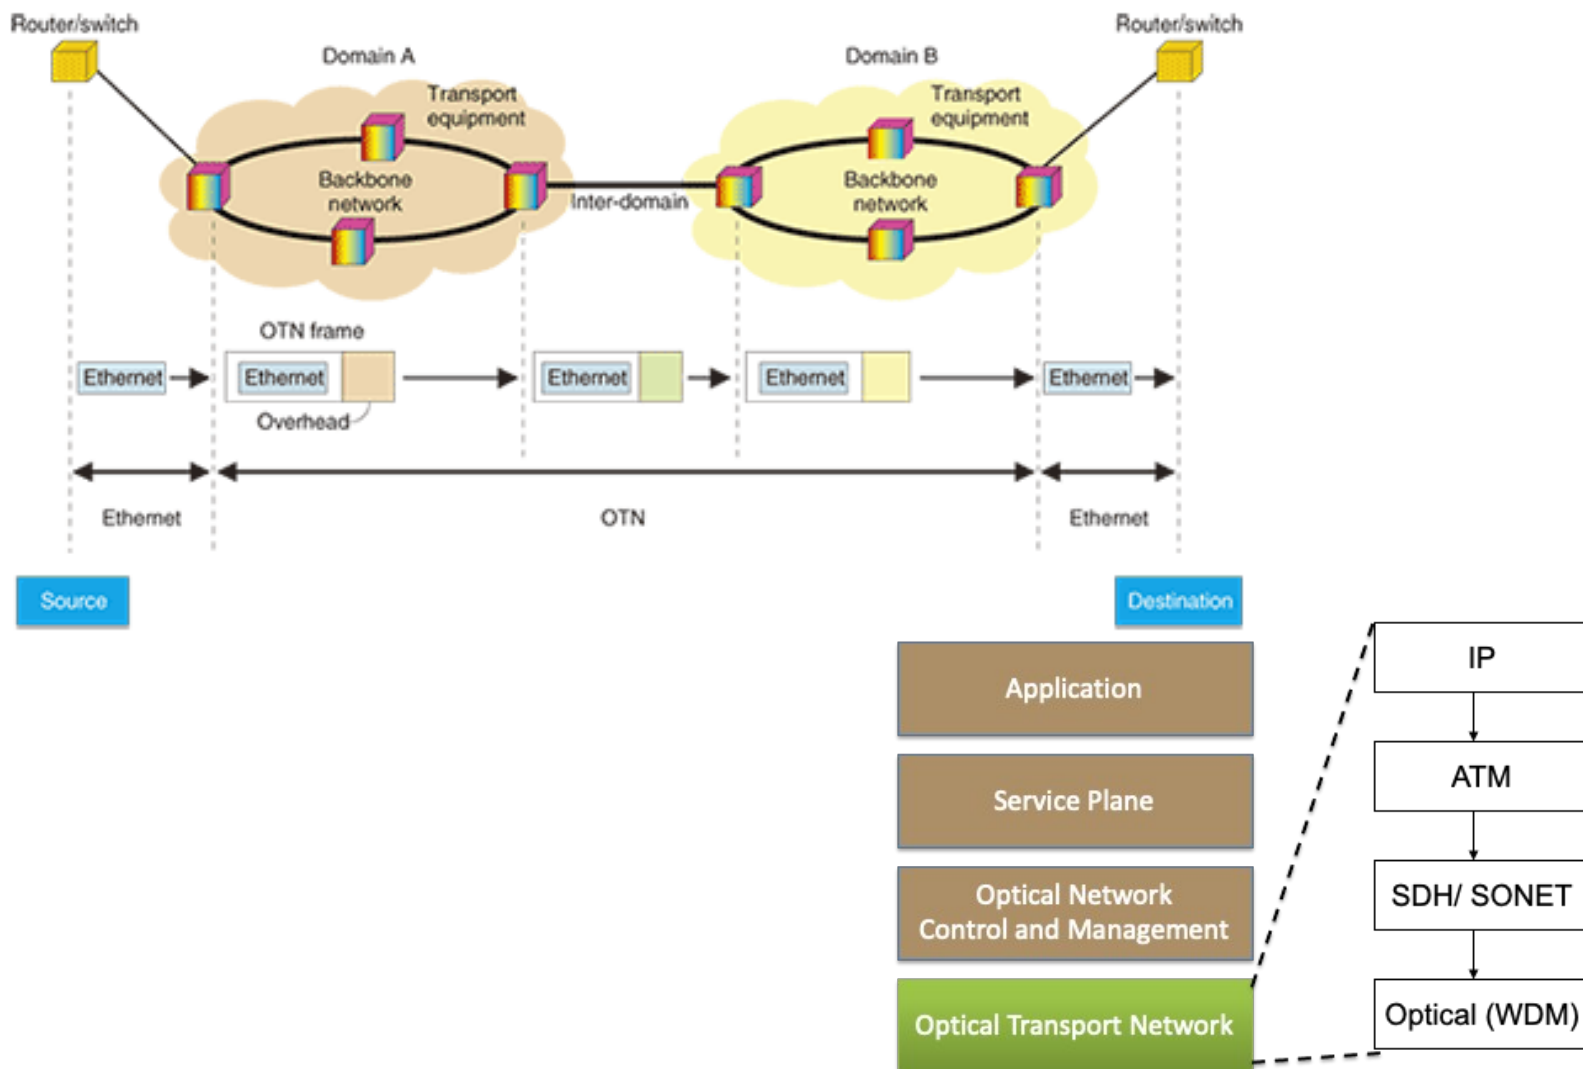 Router/switch
Router/switch
Domain A
Domain B
Transport
equipment
Transport
equipment
Backbone
network
Inter-domain
Backbone
network
OTN frame
Ethernet
Ethernet
Ethernet
Ethernet
Ethernet
Overhead
Ethernet
OTN
Ethernet
Source
Destination
Application
Service Plane
Optical Network
Control and Management
Optical Transport Network
IP
ATM
SDH/ SONET
Optical (WDM)